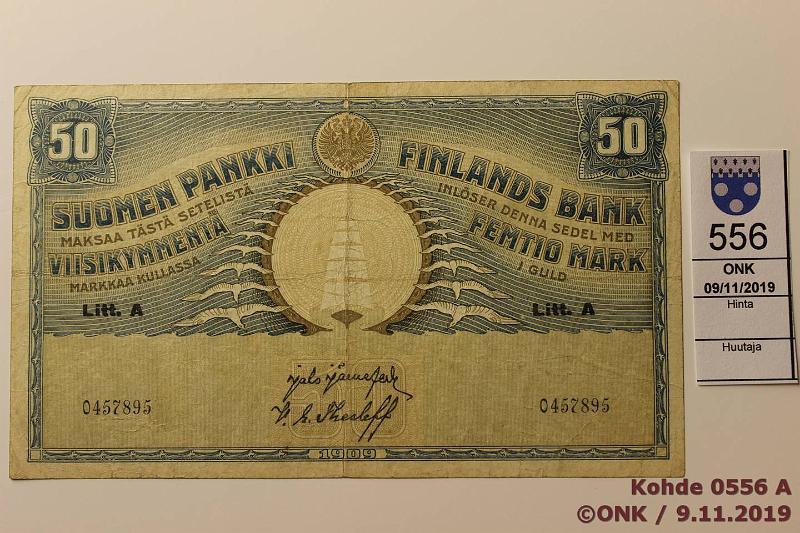 50
50
SUOMEN PANKKI
MAKSAA TÄSTÄ SETELISTÄ
VIISIKYMMENTÄ
MARKKAA KULLASSA
Litt. A
FINLANDS BANK
INLÖSER DENNA SEDEL MED
FEMTIO MARK
I GULD
Litt. A
0457895
0457895
1909
556
ONK
09/11/2019
Hinta
Huutaja
Kohde 0556 A
©ONK / 9.11.2019